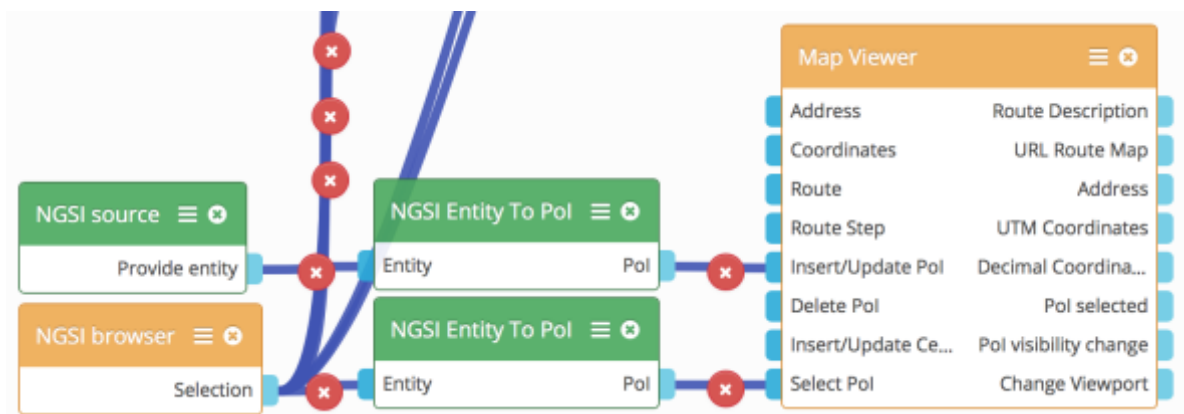 NGSI source
Provide entity
NGSI browser
Selection
NGSI Entity To PoI
Entity PoI
NGSI Entity To PoI
Entity PoI
Map Viewer
Address Route Description
Coordinates URL Route Map
Route Address
Route Step UTM Coordinates
Insert/Update PoI Decimal Coordina...
Delete PoI PoI selected
Insert/Update Ce... PoI visibility change
Select PoI Change Viewport